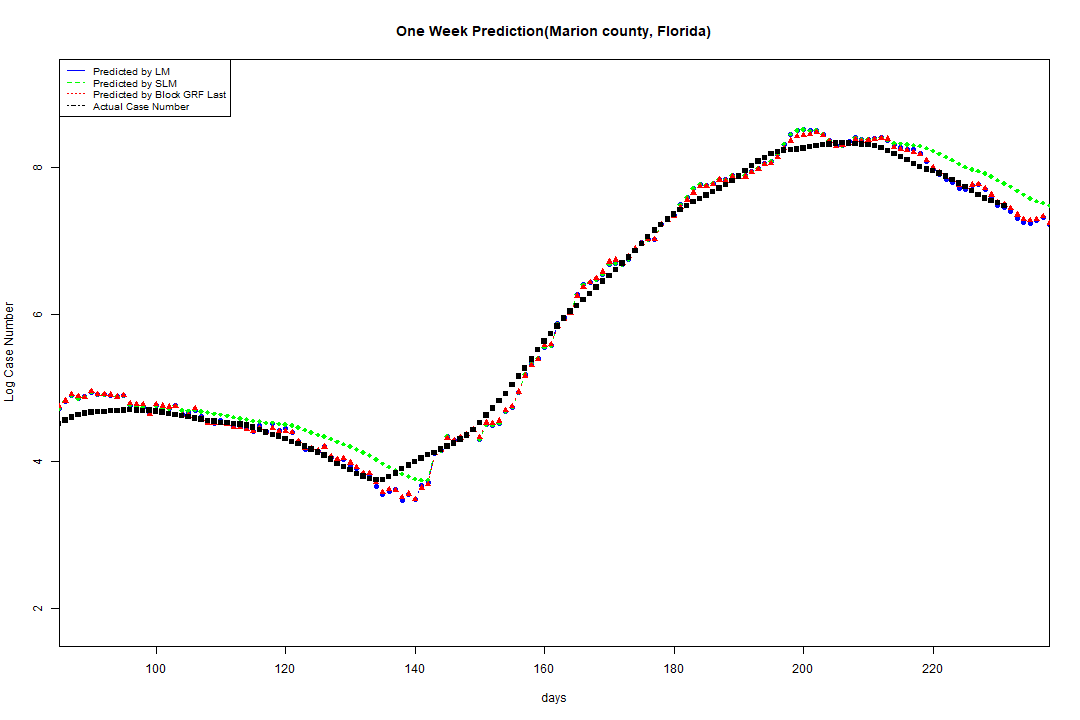 One Week Prediction(Marion county, Florida)
Predicted by LM
Predicted by SLM
Predicted by Block GRF Last
Actual Case Number
Log Case Number
8
6
4
2
100 120 140 160 180 200 220
days